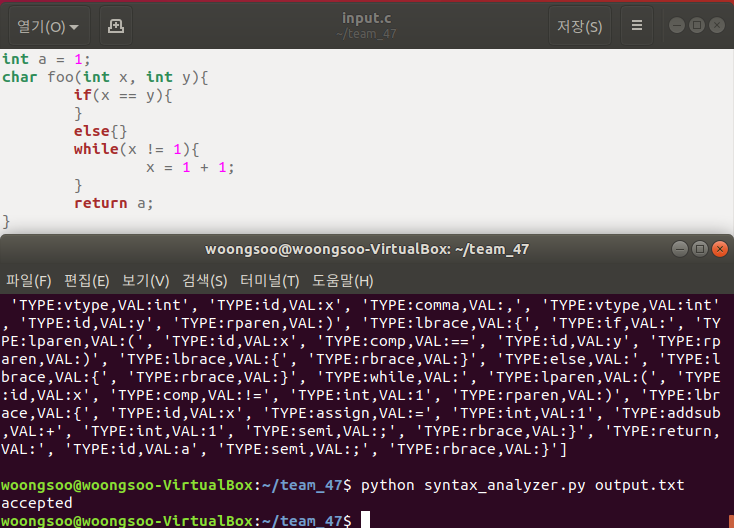 열기(O)
input.c
~/team_47
저장(S)
int a = 1;
char foo(int x, int y){
if(x == y){
}
else{}
while(x != 1){
x = 1 + 1;
}
return a;
}
woongsoo@woongsoo-VirtualBox: ~/team_47
파일(F) 편집(E) 보기(V) 검색(S) 터미널(T) 도움말(H)
'TYPE:vtype,VAL:int', 'TYPE:id,VAL:x', 'TYPE:comma,VAL:,', 'TYPE:vtype,VAL:int'
, 'TYPE:id,VAL:y', 'TYPE:rparen,VAL:)', 'TYPE:lbrace,VAL:{', 'TYPE:if,VAL:', 'TY
PE:lparen,VAL:(', 'TYPE:id,VAL:x', 'TYPE:comp,VAL:==', 'TYPE:id,VAL:y', 'TYPE:rp
aren,VAL:)', 'TYPE:lbrace,VAL:{', 'TYPE:rbrace,VAL:}', 'TYPE:else,VAL:', 'TYPE:l
brace,VAL:{', 'TYPE:rbrace,VAL:}', 'TYPE:while,VAL:', 'TYPE:lparen,VAL:(', 'TYPE
:id,VAL:x', 'TYPE:comp,VAL:!=', 'TYPE:int,VAL:1', 'TYPE:rparen,VAL:)', 'TYPE:lbr
ace,VAL:{', 'TYPE:id,VAL:x', 'TYPE:assign,VAL:=', 'TYPE:int,VAL:1', 'TYPE:addsub
,VAL:+', 'TYPE:int,VAL:1', 'TYPE:semi,VAL:;', 'TYPE:rbrace,VAL:}', 'TYPE:return,
VAL:', 'TYPE:id,VAL:a', 'TYPE:semi,VAL:;', 'TYPE:rbrace,VAL:}']
woongsoo@woongsoo-VirtualBox:~/team_47$ python syntax_analyzer.py output.txt
accepted
woongsoo@woongsoo-VirtualBox:~/team_47$